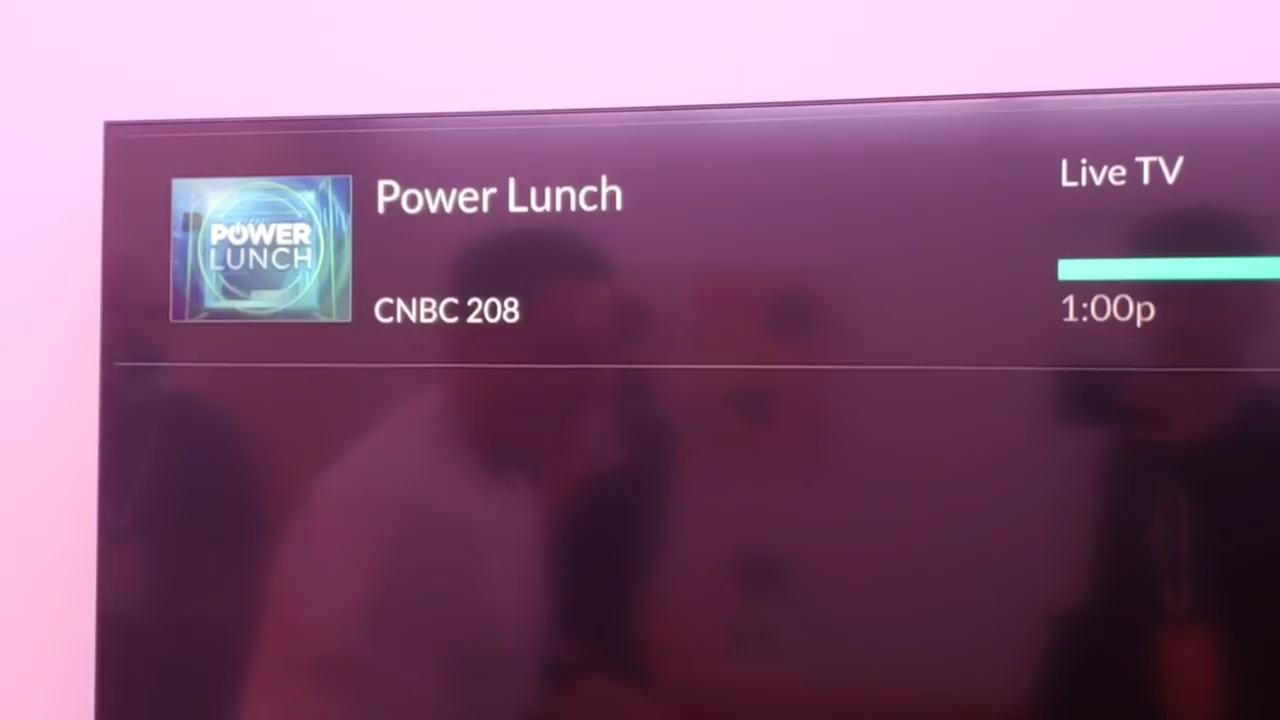 POWER
LUNCH
Power Lunch
CNBC 208
Live TV
1:00p